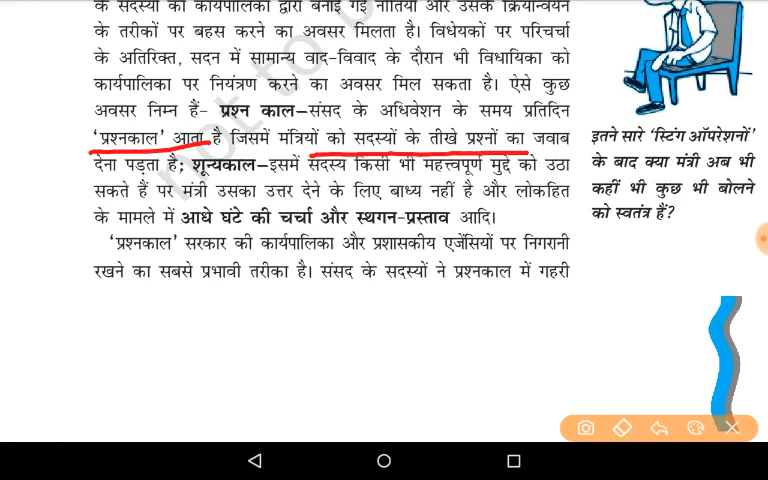 के सदस्यों को कार्यपालिका द्वारा बनाई गई नीतियों और उसके क्रियान्वयन
के तरीकों पर बहस करने का अवसर मिलता है। विधेयकों पर परिचर्चा
के अतिरिक्त, सदन में सामान्य वाद-विवाद के दौरान भी विधायिका को
कार्यपालिका पर नियंत्रण करने का अवसर मिल सकता है। ऐसे कुछ
अवसर निम्न हैं- प्रश्न काल–संसद के अधिवेशन के समय प्रतिदिन
‘प्रश्नकाल’ आता है जिसमें मंत्रियों को सदस्यों के तीखे प्रश्नों का जवाब
देना पड़ता है; शून्यकाल–इसमें सदस्य किसी भी महत्त्वपूर्ण मुद्दे को उठा
सकते हैं पर मंत्री उसका उत्तर देने के लिए बाध्य नहीं है और लोकहित
के मामले में आधे घंटे की चर्चा और स्थगन-प्रस्ताव आदि।
‘प्रश्नकाल’ सरकार की कार्यपालिका और प्रशासकीय एजेंसियों पर निगरानी
रखने का सबसे प्रभावी तरीका है। संसद के सदस्यों ने प्रश्नकाल में गहरी
इतने सारे ‘स्टिंग ऑपरेशनों’
के बाद क्या मंत्री अब भी
कहीं भी कुछ भी बोलने
को स्वतंत्र हैं?
not to